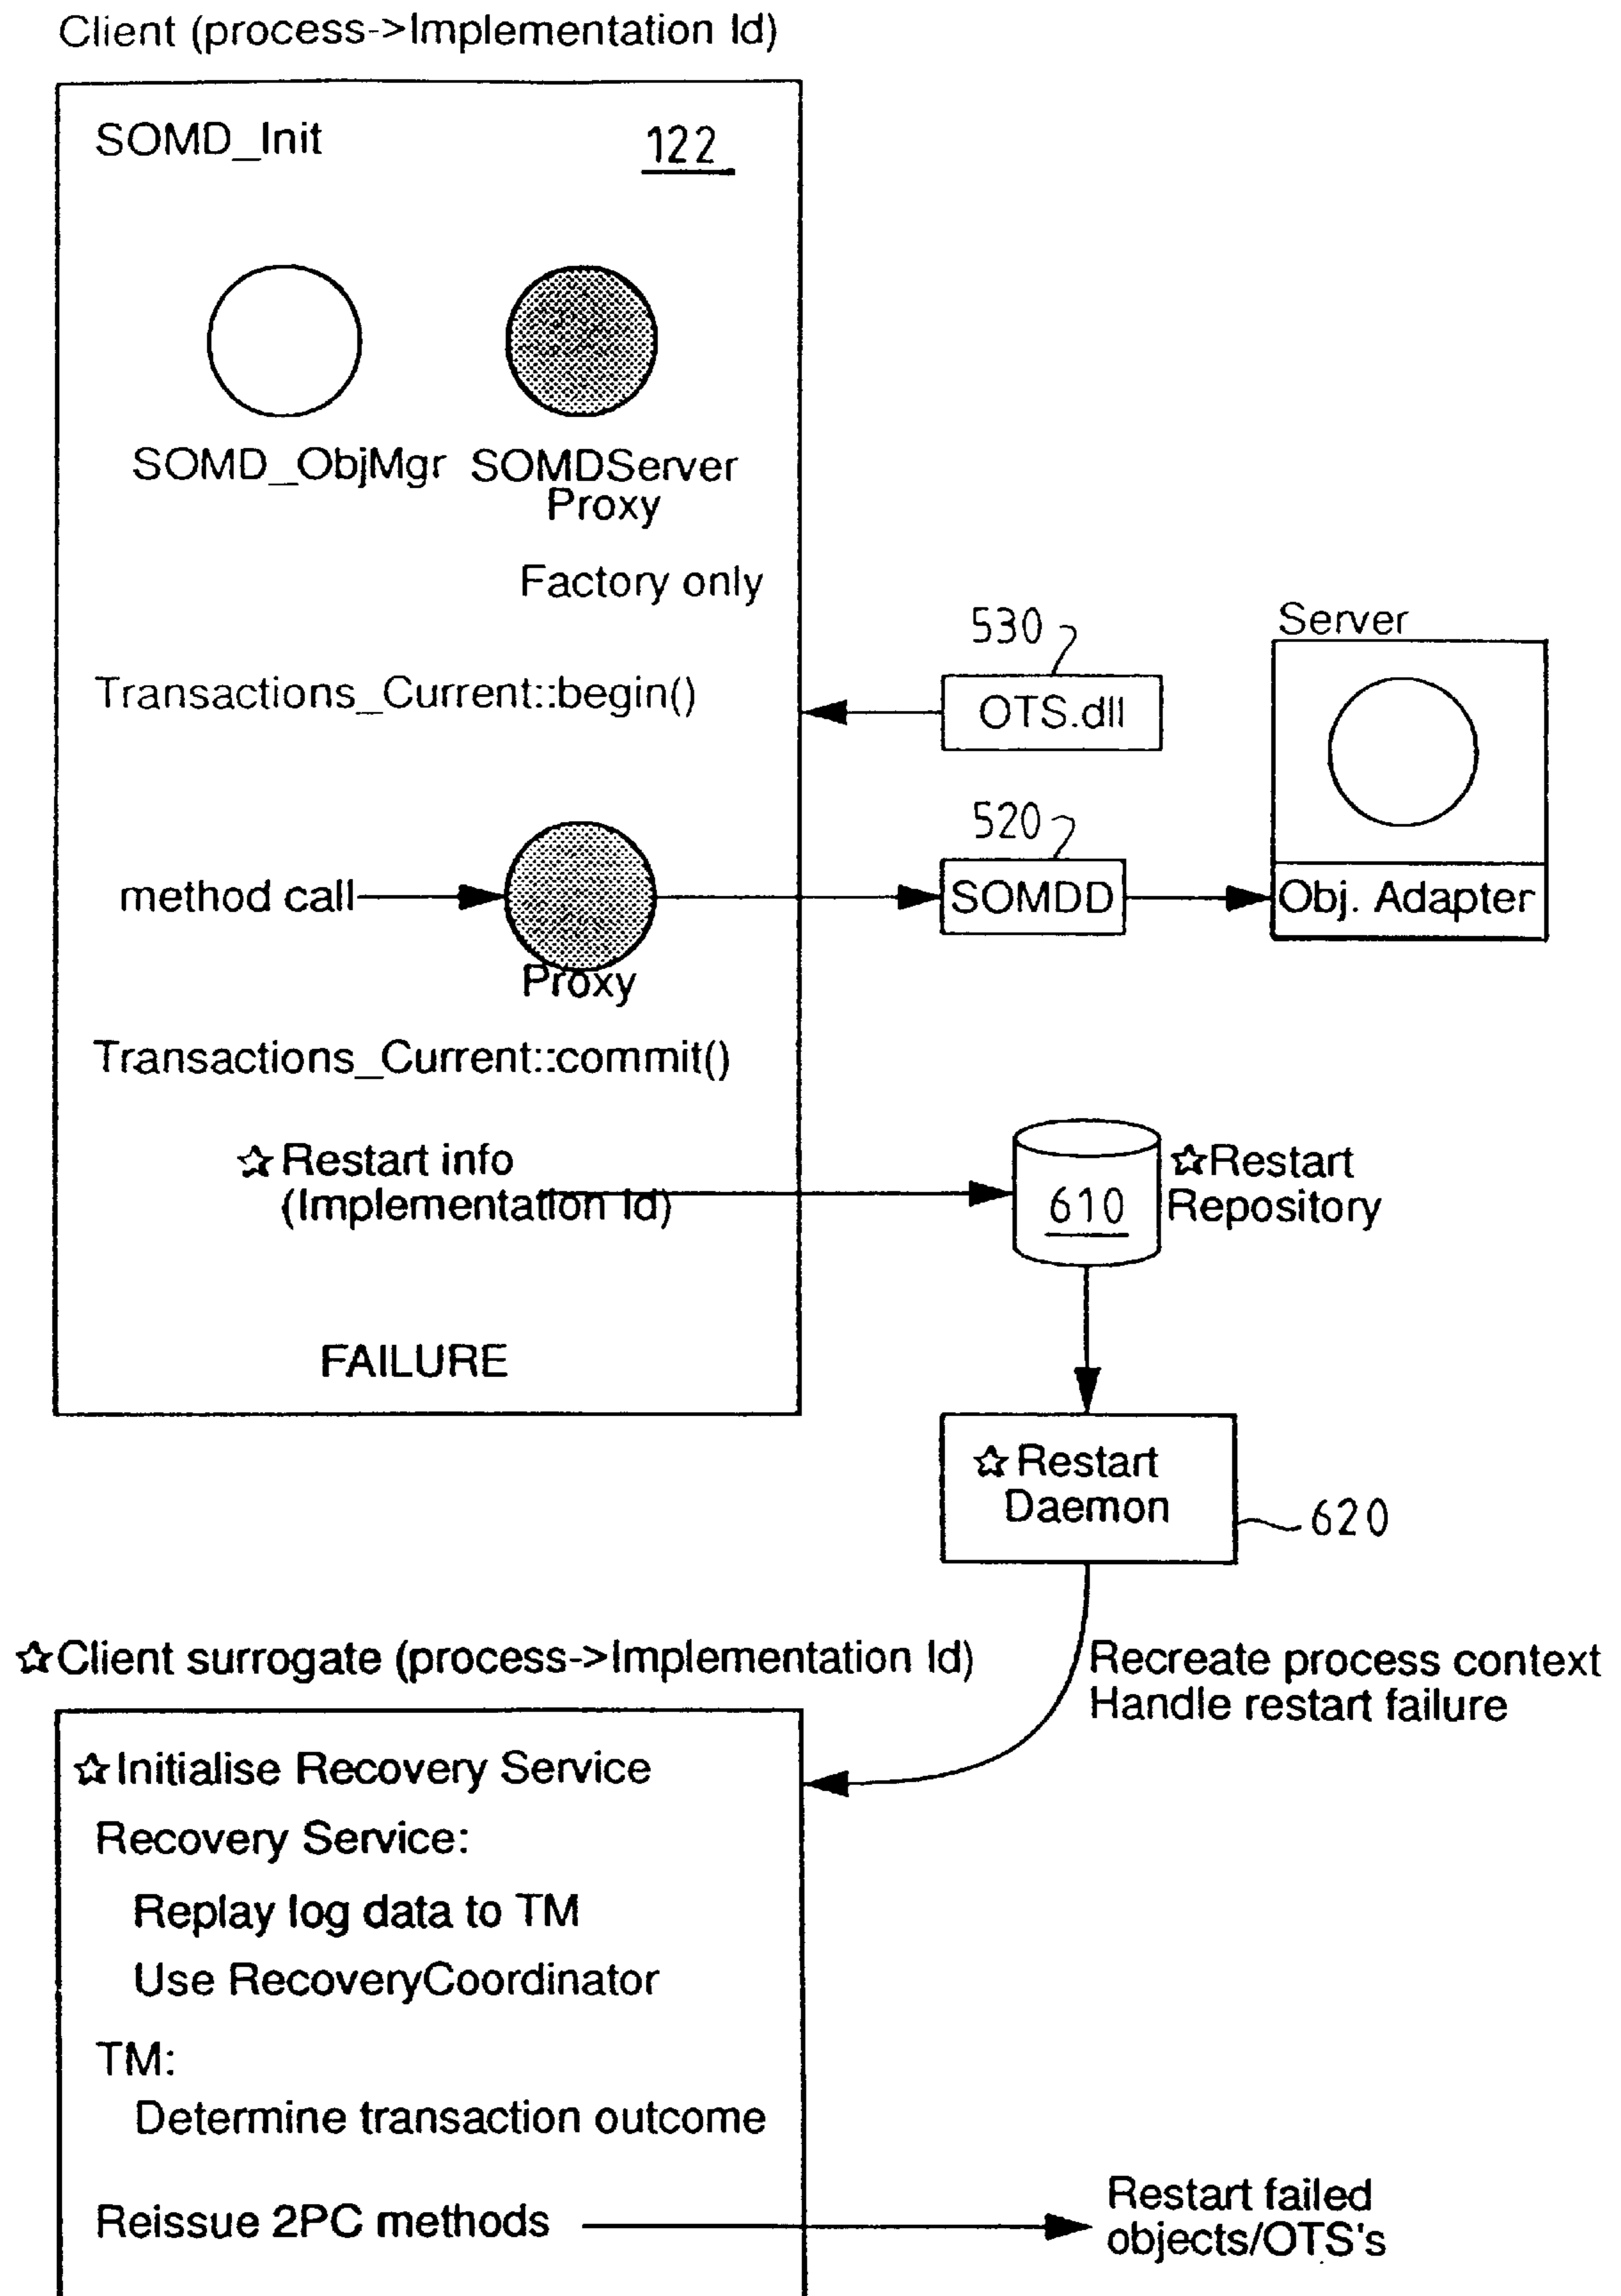 Client (process->Implementation Id)
SOMD_Init
122
SOMD_ObjMgr
SOMDServer
Proxy
Factory only
Transactions_Current::begin()
530
OTS.dll
Server
method call
Proxy
520
SOMDD
Obj. Adapter
Transactions_Current::commit()
☆Restart info
(Implementation Id)
610
☆Restart
Repository
FAILURE
☆Restart
Daemon
620
☆Client surrogate (process->Implementation Id)
Recreate process context
Handle restart failure
☆Initialise Recovery Service
Recovery Service:
Replay log data to TM
Use RecoveryCoordinator
TM:
Determine transaction outcome
Reissue 2PC methods
Restart failed
objects/OTS's